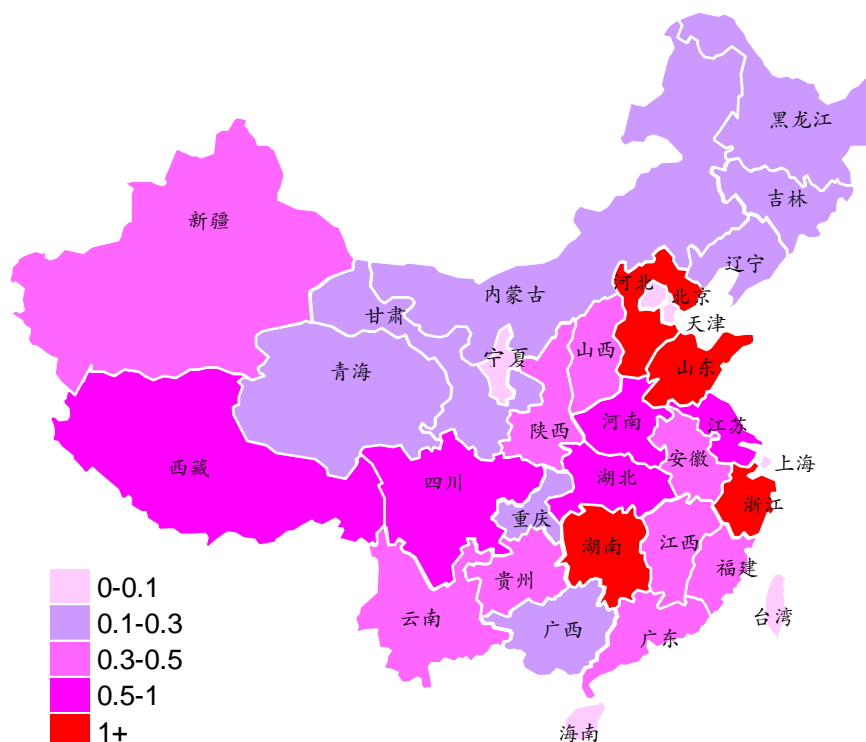 黑龙江
吉林
新疆
辽宁
河北
北京
内蒙古
甘肃
天津
宁夏
山西
山东
青海
河南
江苏
陕西
安徽
上海
西藏
四川
湖北
浙江
重庆
湖南
江西
福建
贵州
云南
广西
广东
台湾
海南
0-0.1
0.1-0.3
0.3-0.5
0.5-1
1+